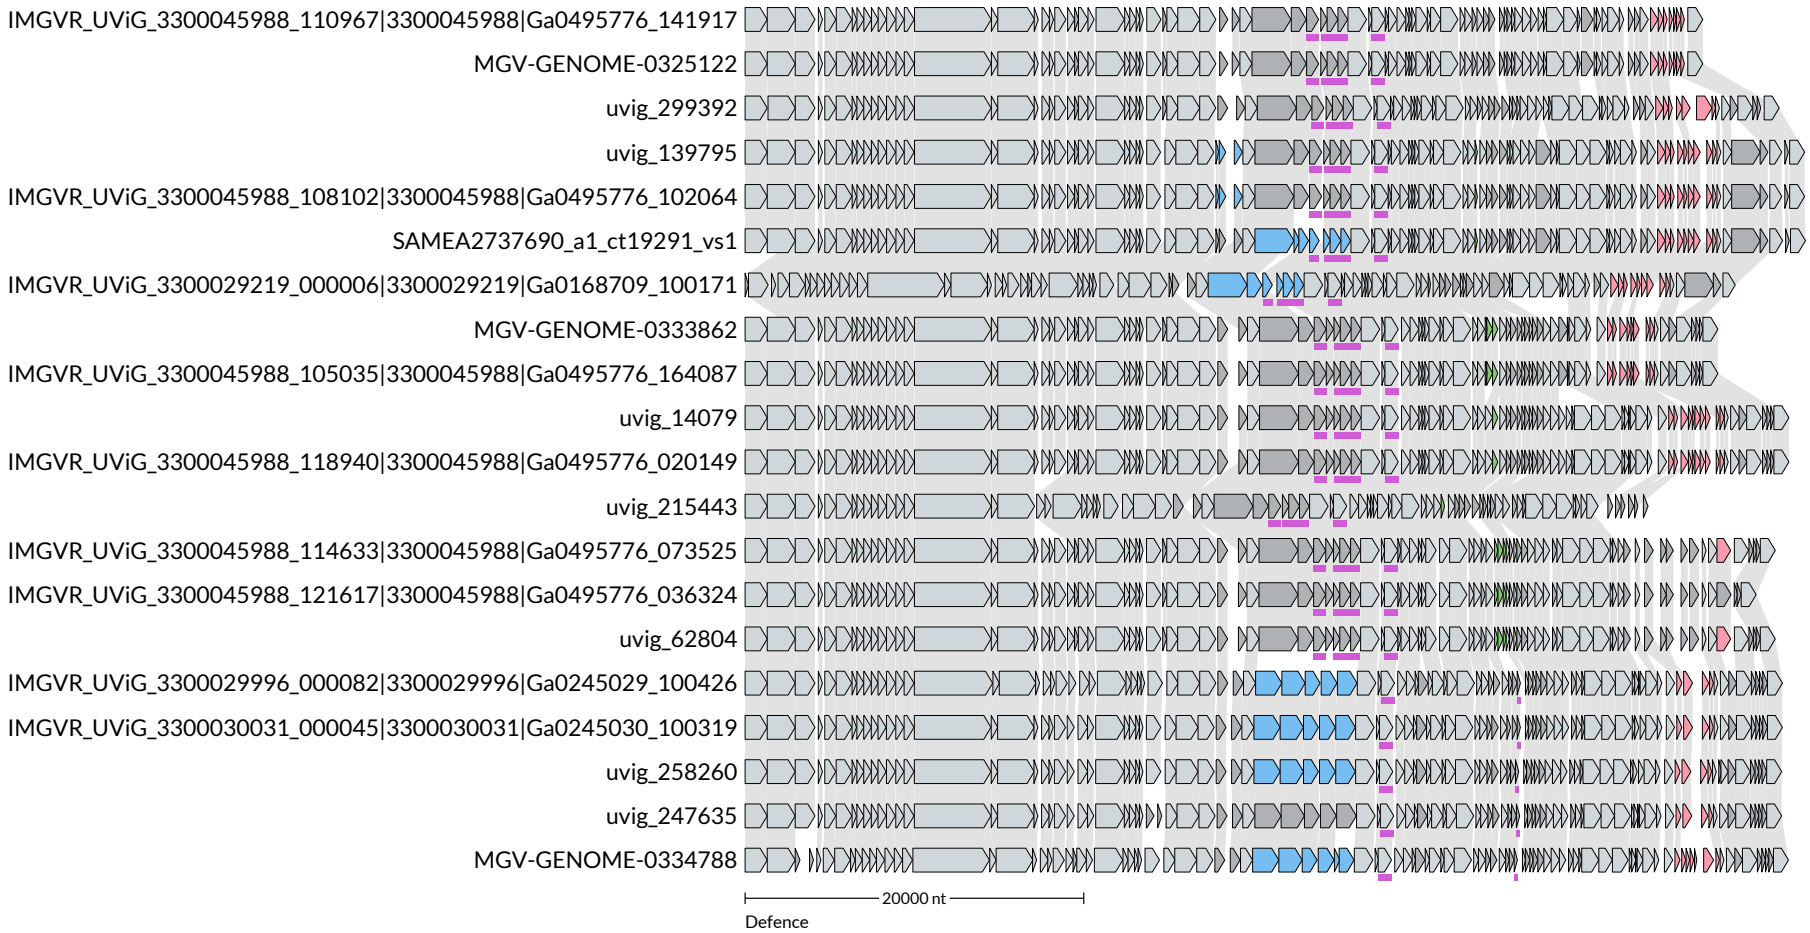 IMGVR_UViG_3300045988_110967|3300045988|Ga0495776_141917
MGV-GENOME-0325122
uvig_299392
uvig_139795
IMGVR_UViG_3300045988_108102|3300045988|Ga0495776_102064
SAMEA2737690_a1_ct19291_vs1
IMGVR_UViG_3300029219_000006|3300029219|Ga0168709_100171
MGV-GENOME-0333862
IMGVR_UViG_3300045988_105035|3300045988|Ga0495776_164087
uvig_14079
IMGVR_UViG_3300045988_118940|3300045988|Ga0495776_020149
uvig_215443
IMGVR_UViG_3300045988_114633|3300045988|Ga0495776_073525
IMGVR_UViG_3300045988_121617|3300045988|Ga0495776_036324
uvig_62804
IMGVR_UViG_3300029996_000082|3300029996|Ga0245029_100426
IMGVR_UViG_3300030031_000045|3300030031|Ga0245030_100319
uvig_258260
uvig_247635
MGV-GENOME-0334788
20000 nt
Defence